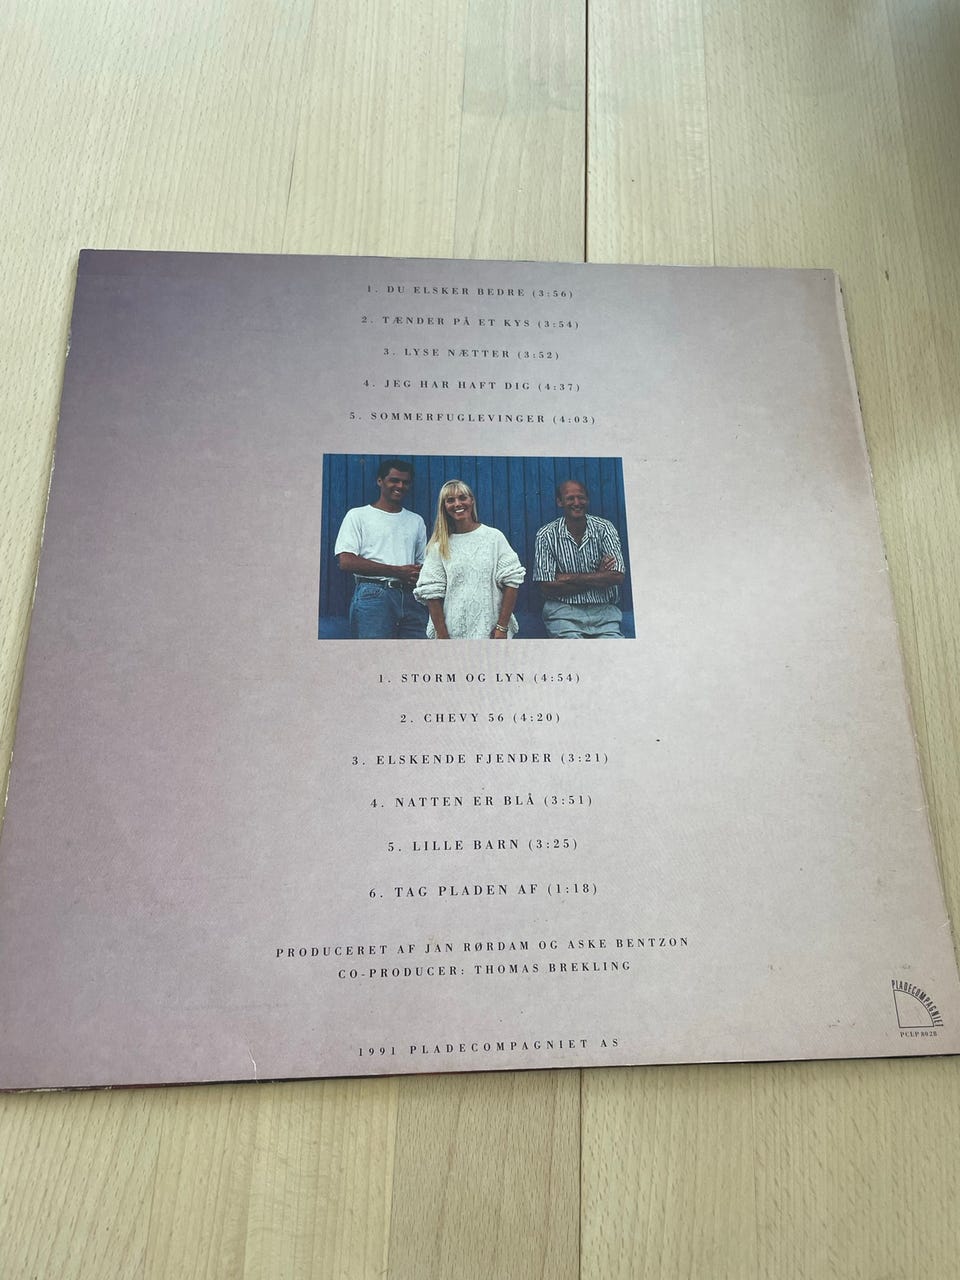 1. DU ELSKER BEDRE (3:56)
2. TÆNDER PÅ ET KYS (3:54)
3. LYSE NÆTTER (3:52)
4. JEG HAR HAFT DIG (4:37)
5. SOMMERFUGLEVINGER (4:03)
1. STORM OG LYN (4:54)
2. CHEVY 56 (4:20)
3. ELSKENDE FJENDER (3:21)
4. NATTEN ER BLÅ (3:51)
5. LILLE BARN (3:25)
6. TAG PLADEN AF (1:18)
PRODUCERET AF JAN RØRDAM OG ASKE BENTZON
CO-PRODUCER: THOMAS BREKLING
PLADECOMPAGNIET
PCLP 8028
1991 PLADECOMPAGNIET AS